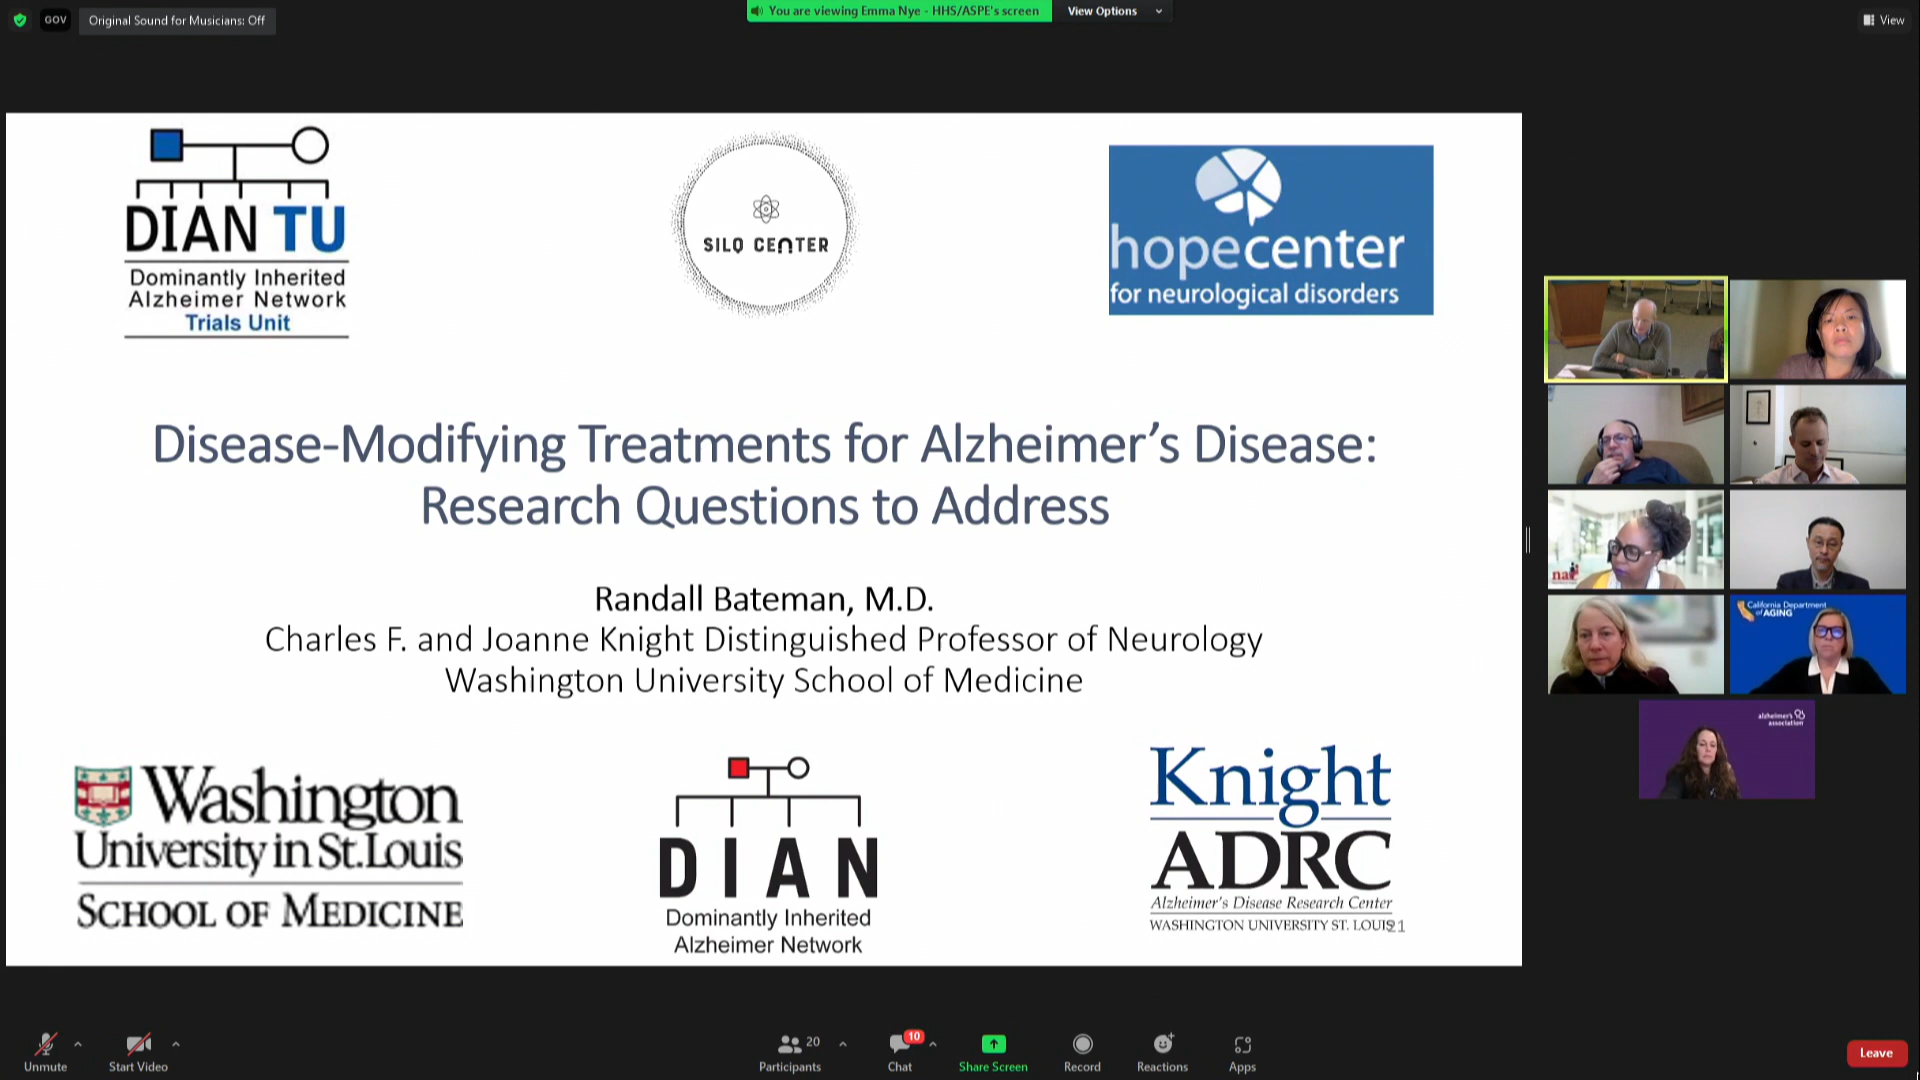 GOV
Original Sound for Musicians: Off
You are viewing Emma Nye - HHS/ASPE's screen
View Options
View
DIAN TU
Dominantly Inherited
Alzheimer Network
Trials Unit
SILQ CENTER
hopecenter
for neurological disorders
Disease-Modifying Treatments for Alzheimer's Disease:
Research Questions to Address
Randall Bateman, M.D.
Charles F. and Joanne Knight Distinguished Professor of Neurology
Washington University School of Medicine
Washington
University in St. Louis
SCHOOL OF MEDICINE
DIAN
Dominantly Inherited
Alzheimer Network
Knight
ADRC
Alzheimer's Disease Research Center
WASHINGTON UNIVERSITY ST. LOUIS
21
California Department
of AGING
alzheimer's
association
Unmute
Start Video
20
Participants
10
Chat
Share Screen
Record
Reactions
Apps
Leave